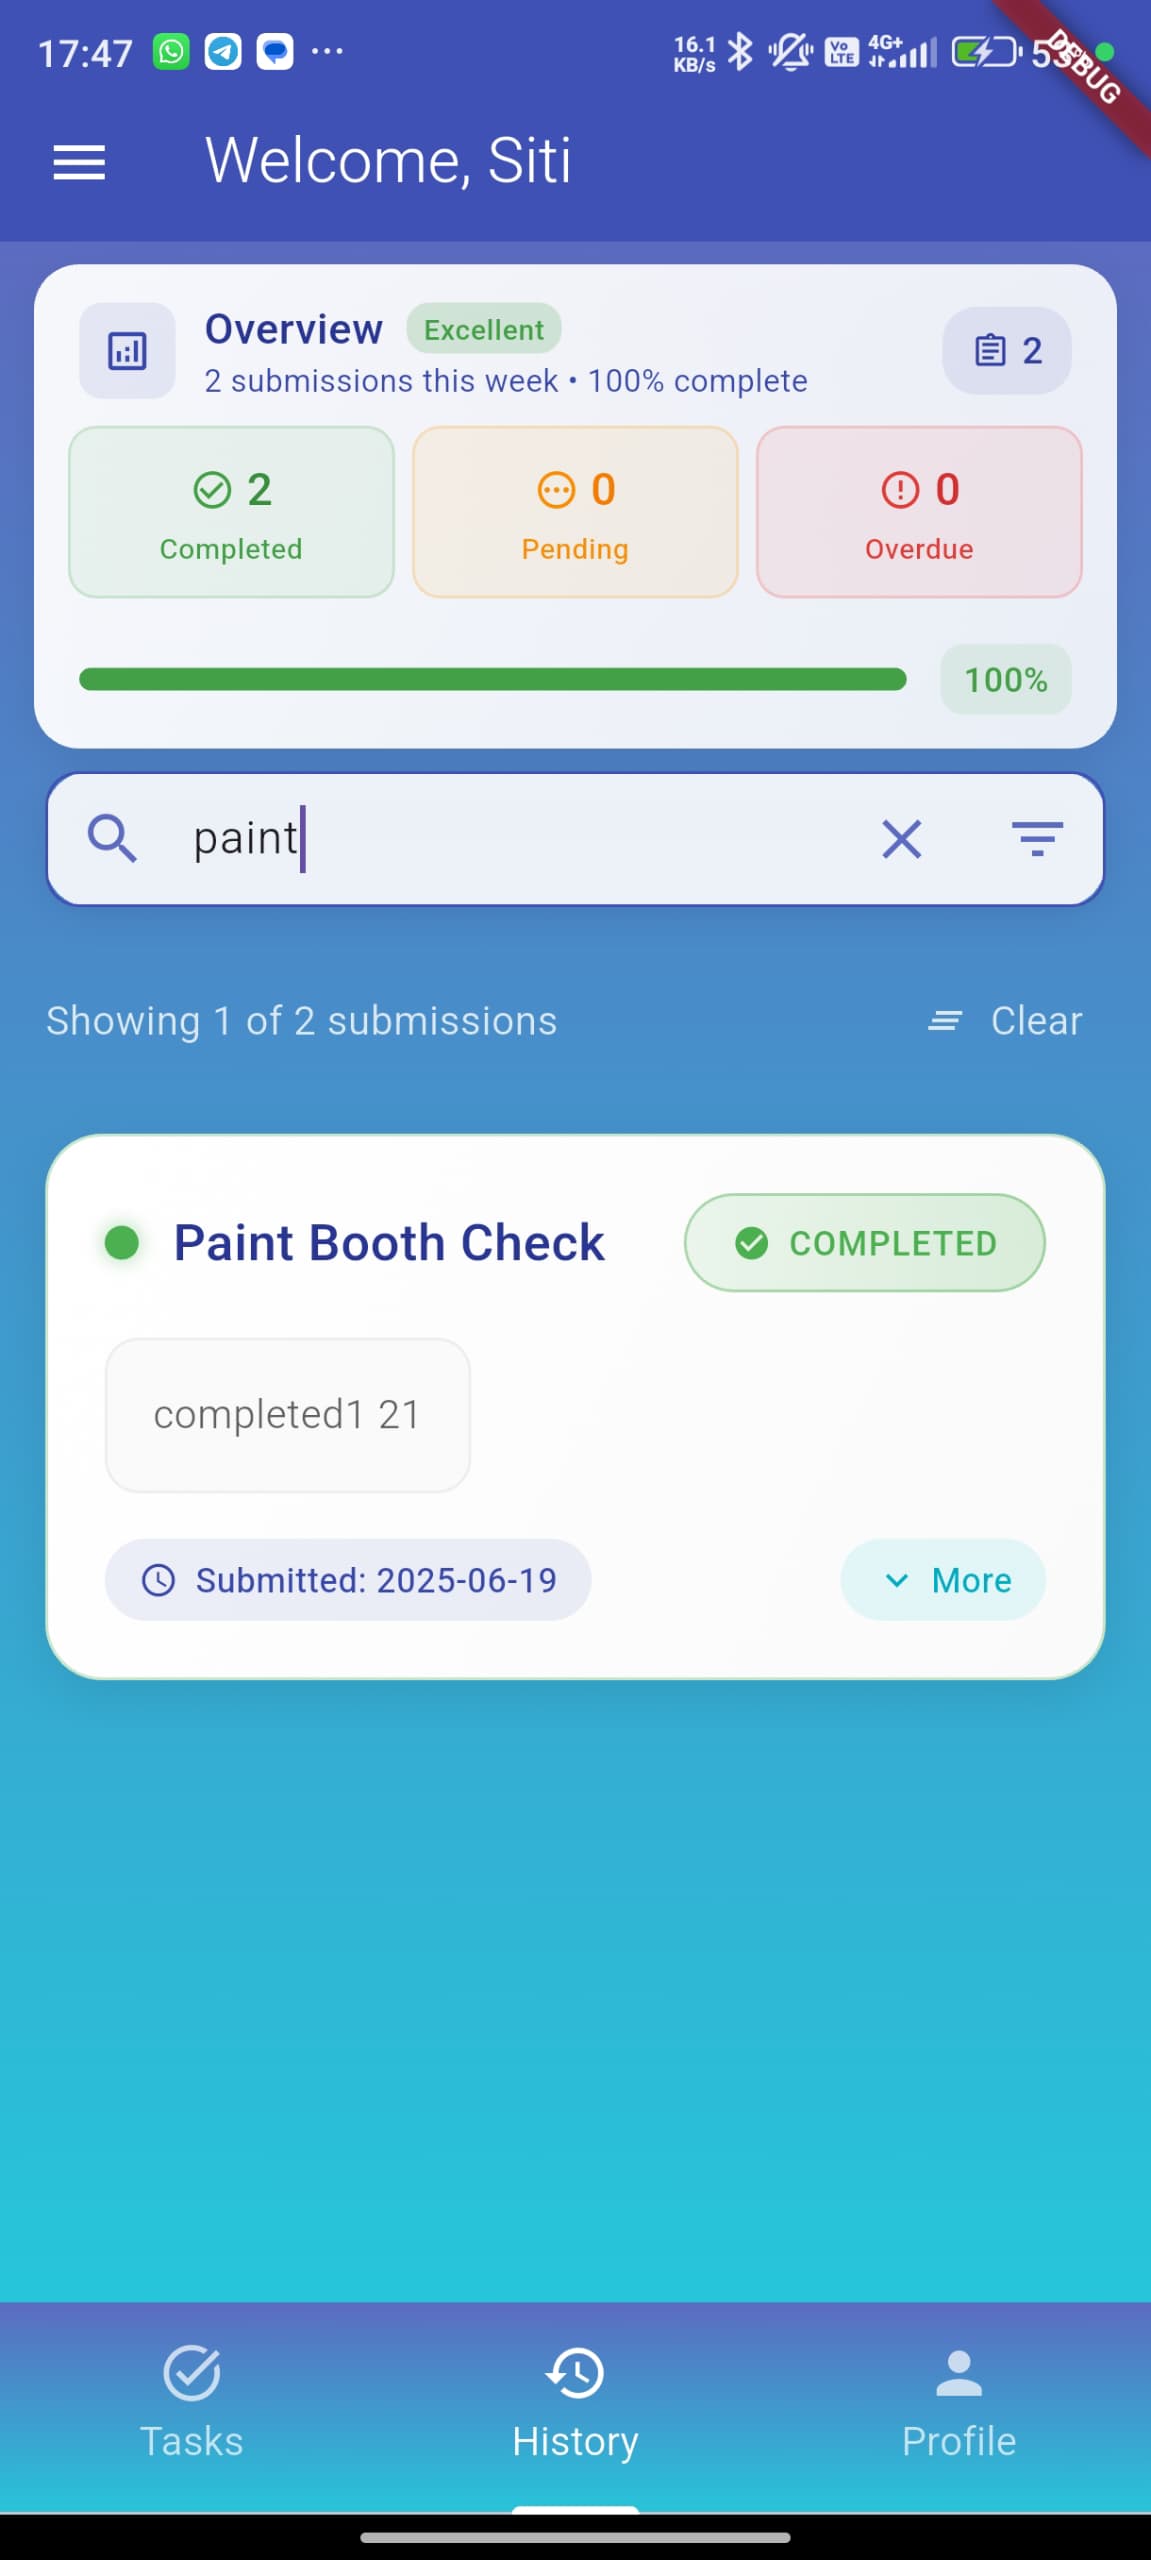 17:47
16.1
KB/s
Vo
LTE
4G+
DEBUG
Welcome, Siti
Overview
Excellent
2 submissions this week • 100% complete
2
2
Completed
0
Pending
0
Overdue
100%
paint
Showing 1 of 2 submissions
Clear
Paint Booth Check
COMPLETED
completed1 21
Submitted: 2025-06-19
More
Tasks
History
Profile